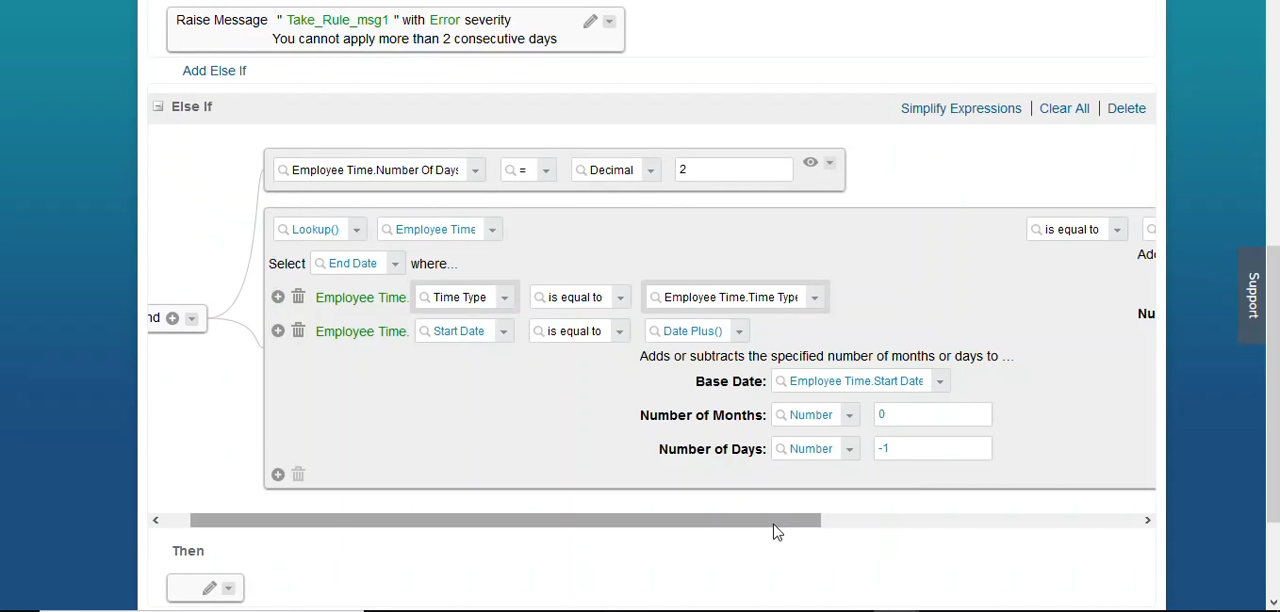 Raise Message " Take_Rule_msg1 " with Error severity
You cannot apply more than 2 consecutive days
Add Else If
Else If
Simplify Expressions | Clear All | Delete
Employee Time.Number Of Days = Decimal 2
Lookup() Employee Time is equal to
Select End Date where...
Employee Time. Time Type is equal to Employee Time.Time Type
Employee Time. Start Date is equal to Date Plus()
Adds or subtracts the specified number of months or days to ...
Base Date: Employee Time.Start Date
Number of Months: Number 0
Number of Days: Number -1
Then
Support